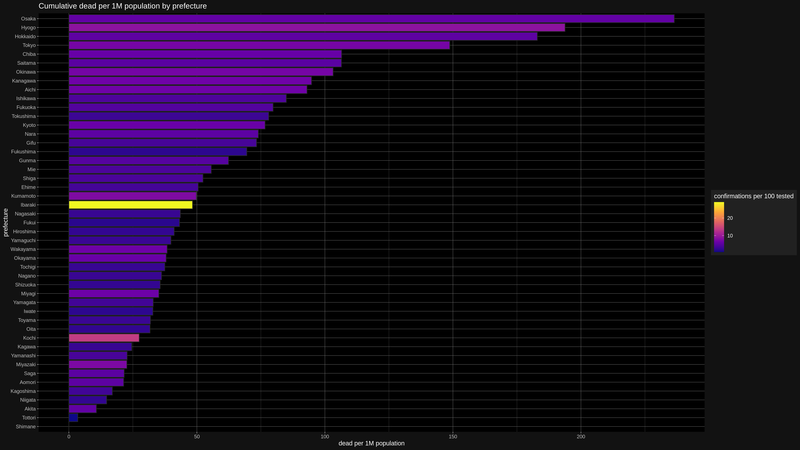 Cumulative dead per 1M population by prefecture
Osaka
Hyogo
Hokkaido
Tokyo
Chiba
Saitama
Okinawa
Kanagawa
Aichi
Ishikawa
Fukuoka
Tokushima
Kyoto
Nara
Gifu
Fukushima
Gunma
Mie
Shiga
Ehime
Kumamoto
Ibaraki
Nagasaki
Fukui
Hiroshima
Yamaguchi
Wakayama
Okayama
Tochigi
Nagano
Shizuoka
Miyagi
Yamagata
Iwate
Toyama
Oita
Kochi
Kagawa
Yamanashi
Miyazaki
Saga
Aomori
Kagoshima
Niigata
Akita
Tottori
Shimane
prefecture
0 50 100 150 200
dead per 1M population
confirmations per 100 tested
20
10